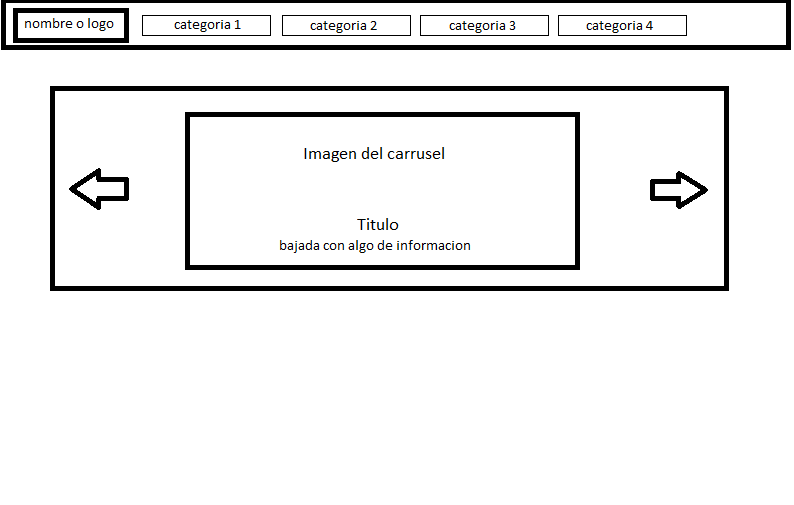 nombre o logo
categoria 1
categoria 2
categoria 3
categoria 4
Imagen del carrusel
Titulo
bajada con algo de informacion